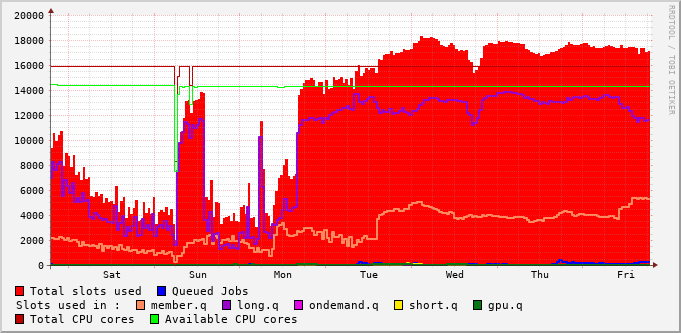 20000
18000
16000
14000
12000
10000
8000
6000
4000
2000
0
Sat Sun Mon Tue Wed Thu Fri
RRDTOOL / TOBI OETIKER
Total slots used Queued Jobs
Slots used in : member.q long.q ondemand.q short.q gpu.q
Total CPU cores Available CPU cores